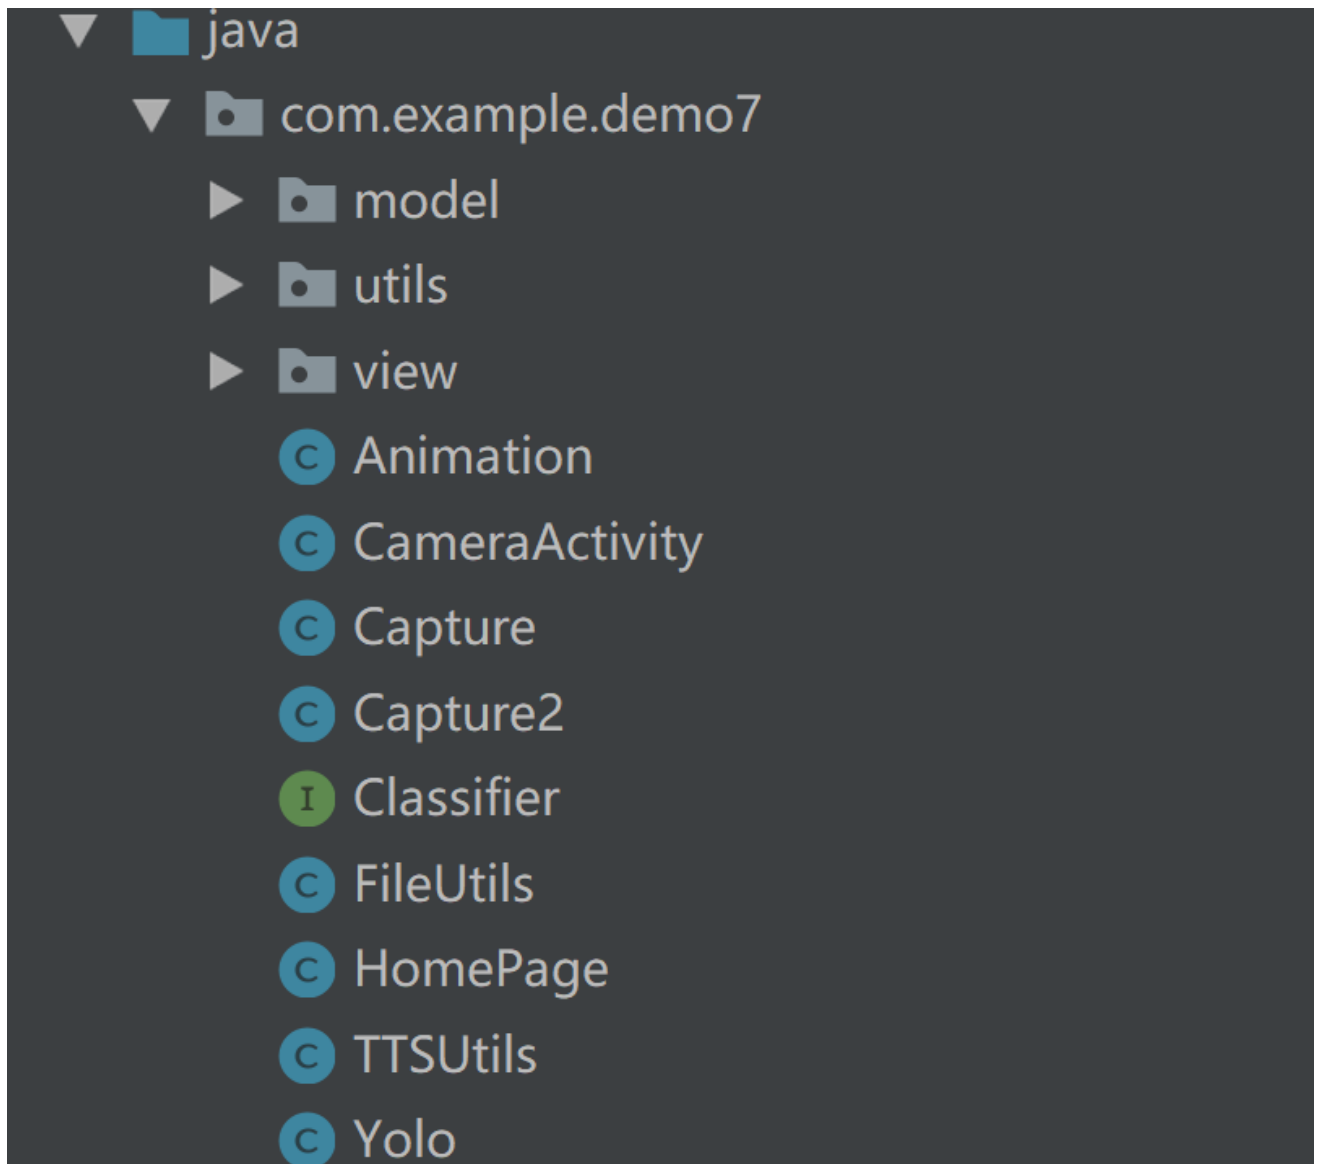 java
com.example.demo7
model
utils
view
C Animation
C CameraActivity
C Capture
C Capture2
I Classifier
C FileUtils
C HomePage
C TTSUtils
C Yolo